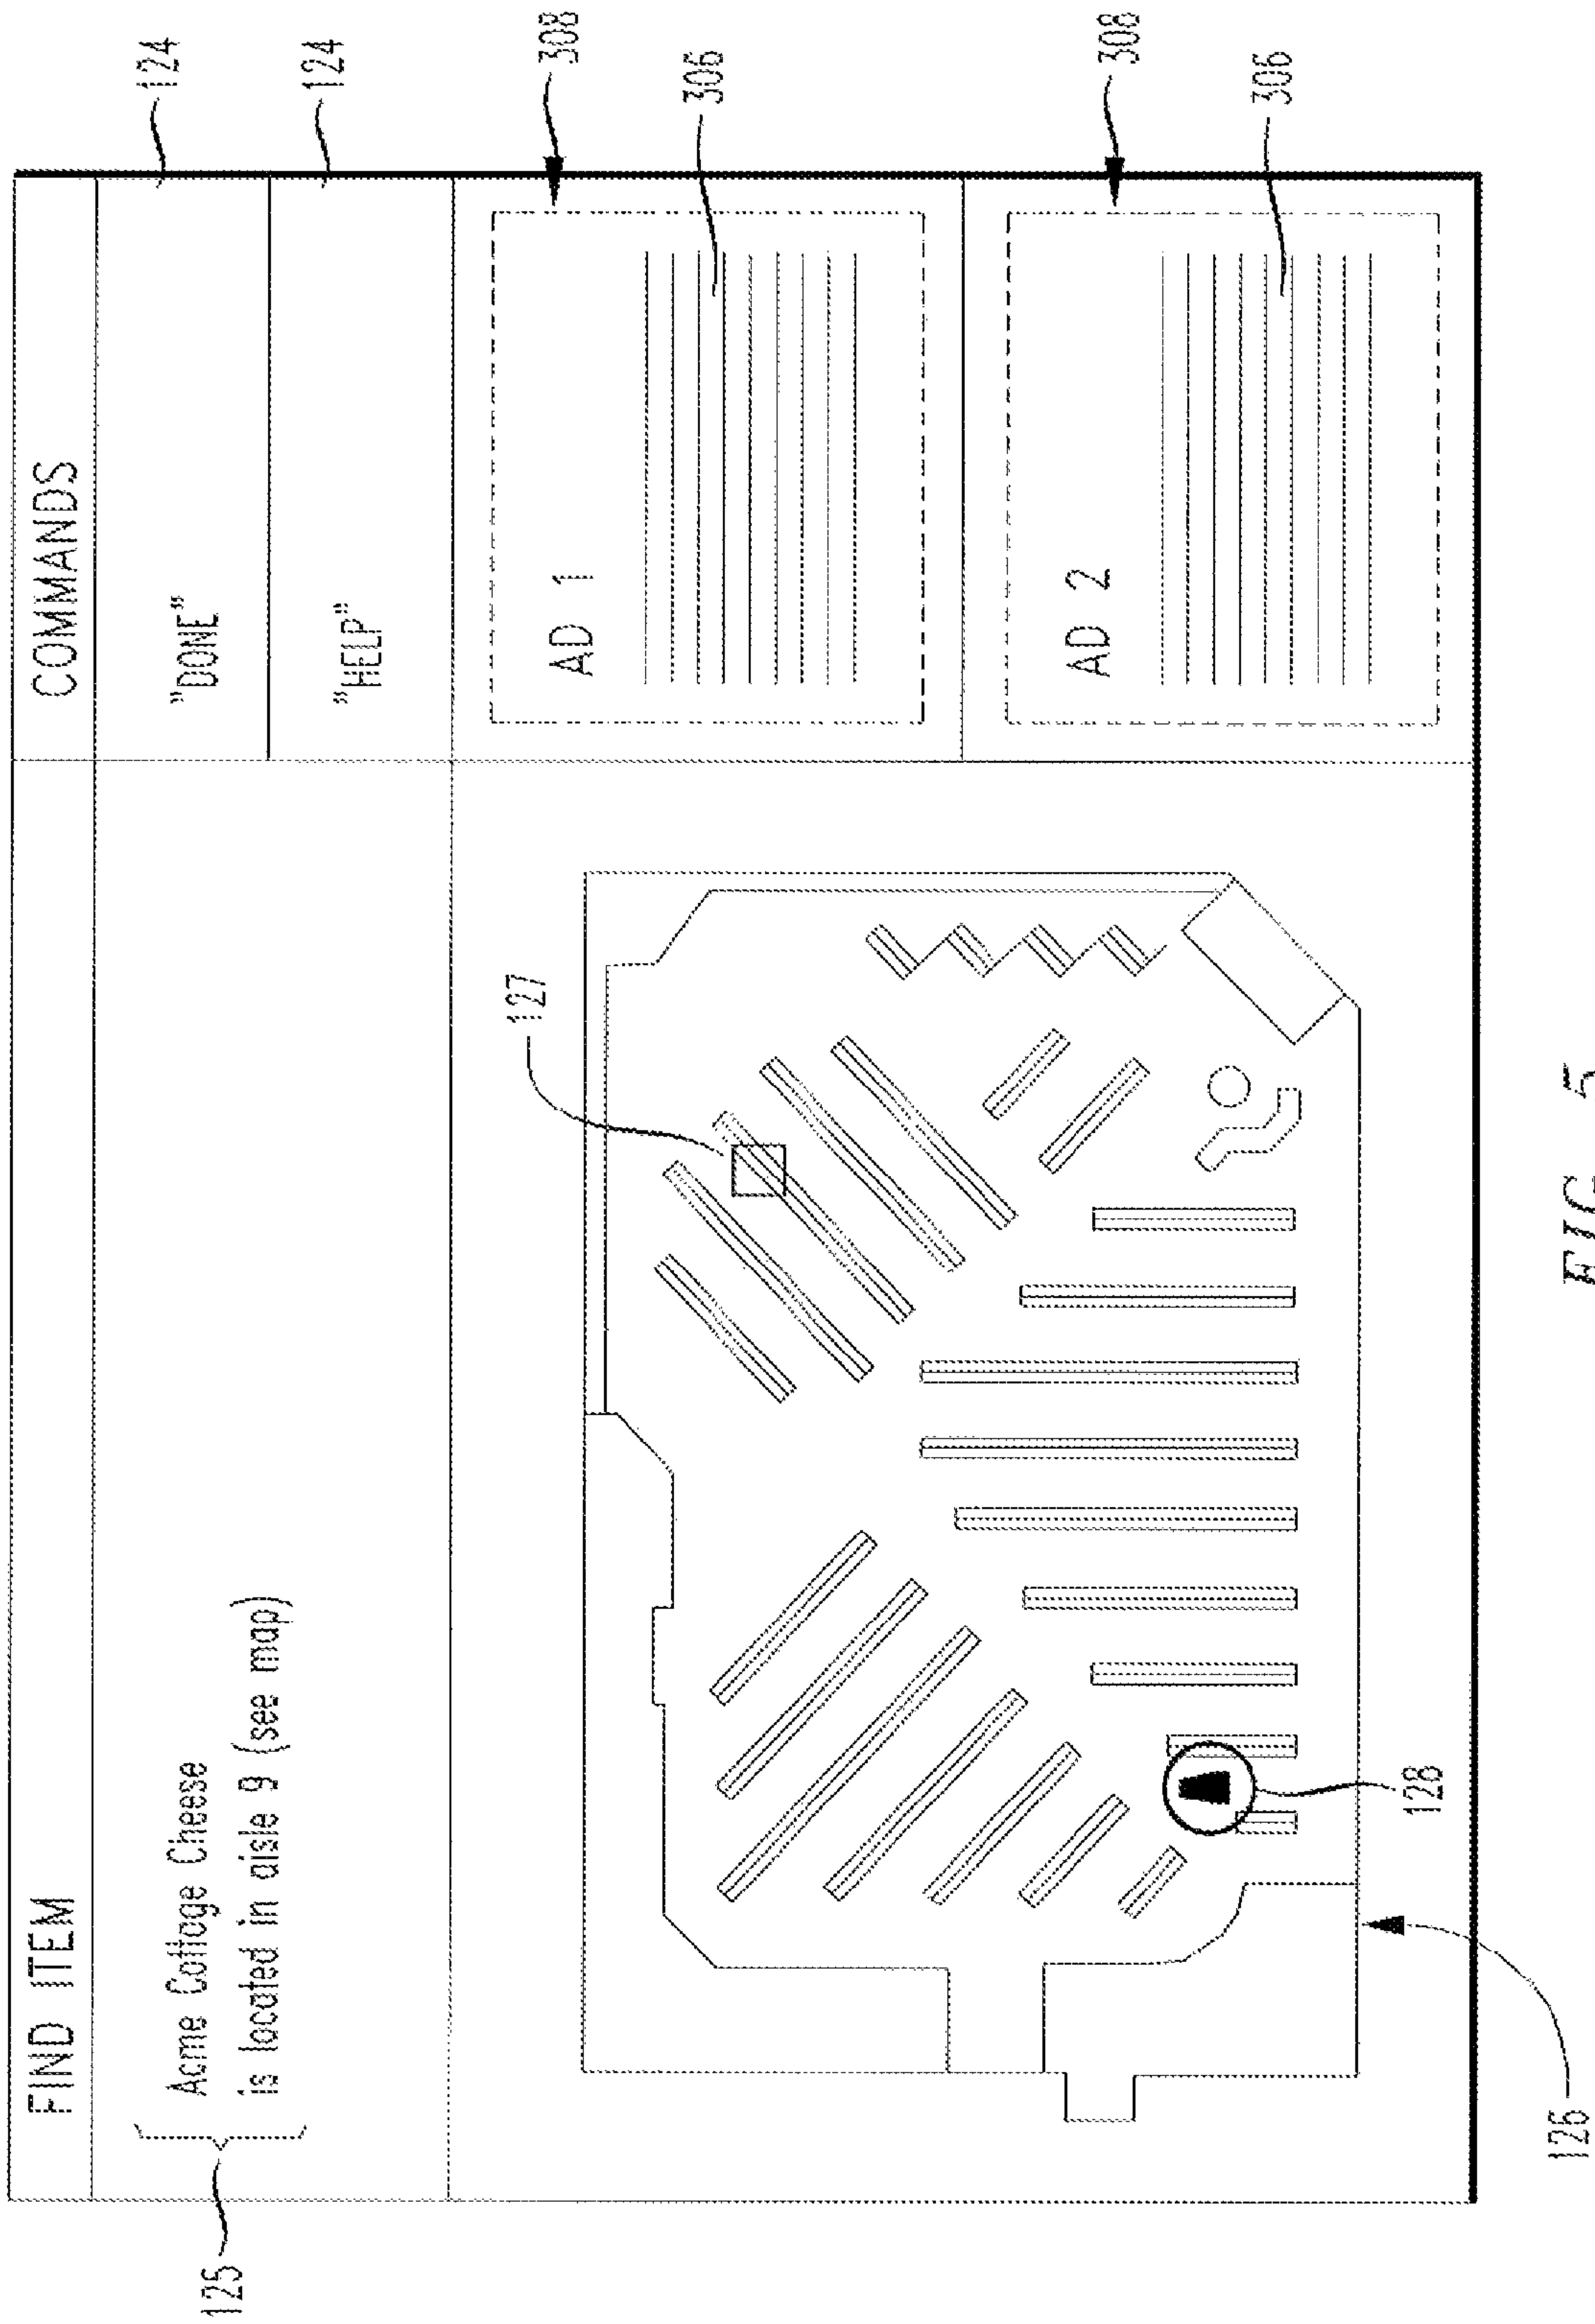 FIND ITEM
COMMANDS
125
Acme Cottage Cheese
is located in aisle 9 (see map)
"DONE"
124
"HELP"
124
127
AD 1
308
306
AD 2
308
306
128
126
FIG. 5